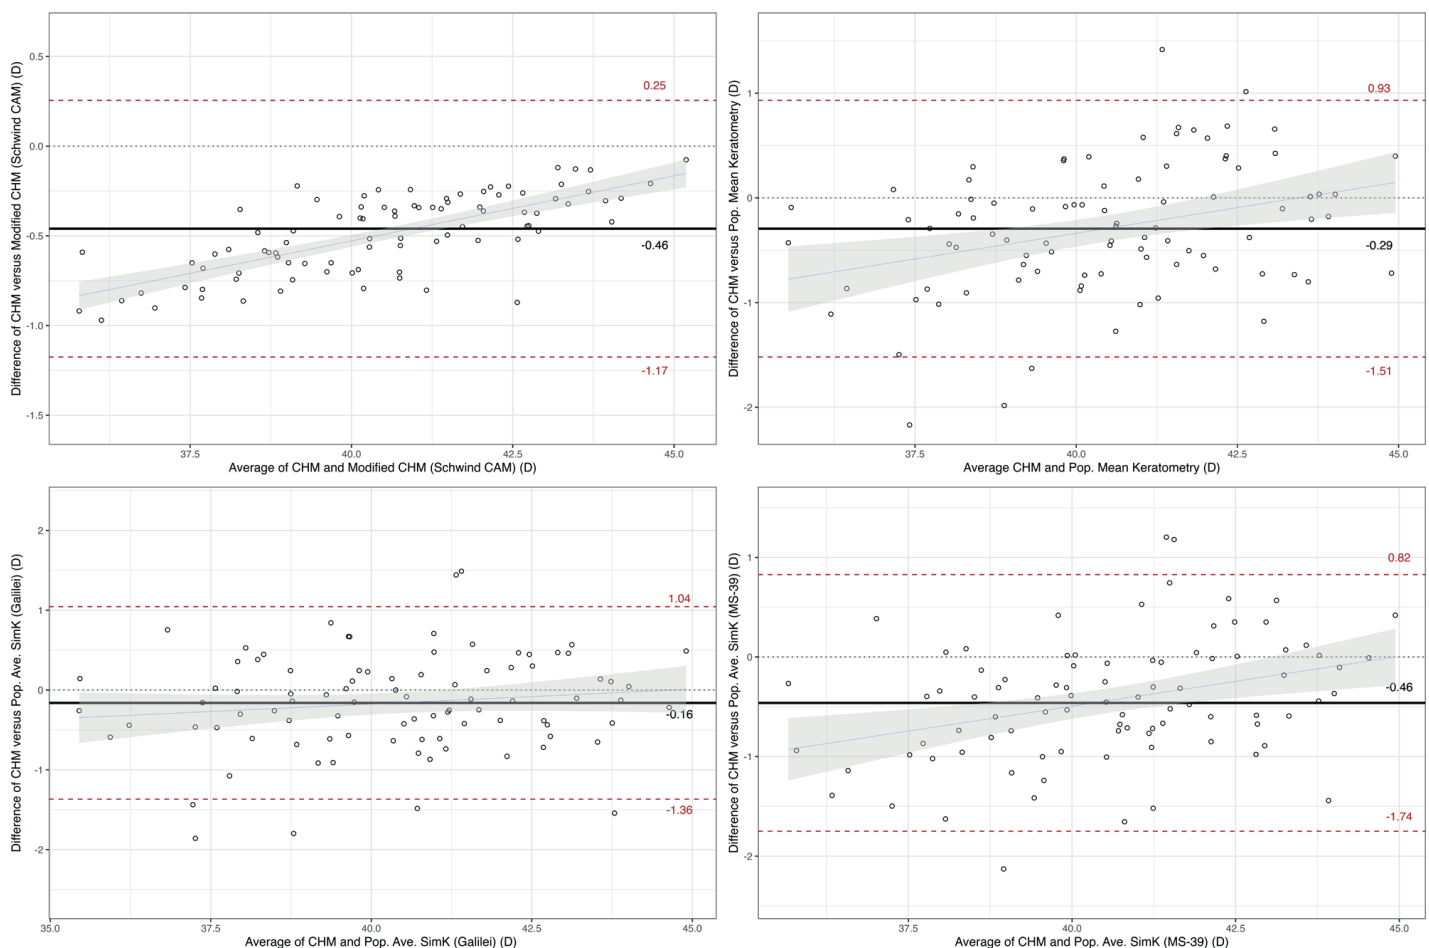 Difference of CHM versus Modified CHM (Schwind CAM) (D)
0.5
0.0
-0.5
-1.0
-1.5
0.25
-0.46
-1.17
37.5 40.0 42.5 45.0
Average of CHM and Modified CHM (Schwind CAM) (D)
Difference of CHM versus Pop. Mean Keratometry (D)
1
0
-1
-2
0.93
-0.29
-1.51
37.5 40.0 42.5 45.0
Average CHM and Pop. Mean Keratometry (D)
Difference of CHM versus Pop. Ave. SimK (Galilei) (D)
2
1
0
-1
-2
1.04
-0.16
-1.36
35.0 37.5 40.0 42.5 45.0
Average of CHM and Pop. Ave. SimK (Galilei) (D)
Difference of CHM versus Pop. Ave. SimK (MS-39) (D)
1
0
-1
-2
0.82
-0.46
-1.74
37.5 40.0 42.5 45.0
Average of CHM and Pop. Ave. SimK (MS-39) (D)